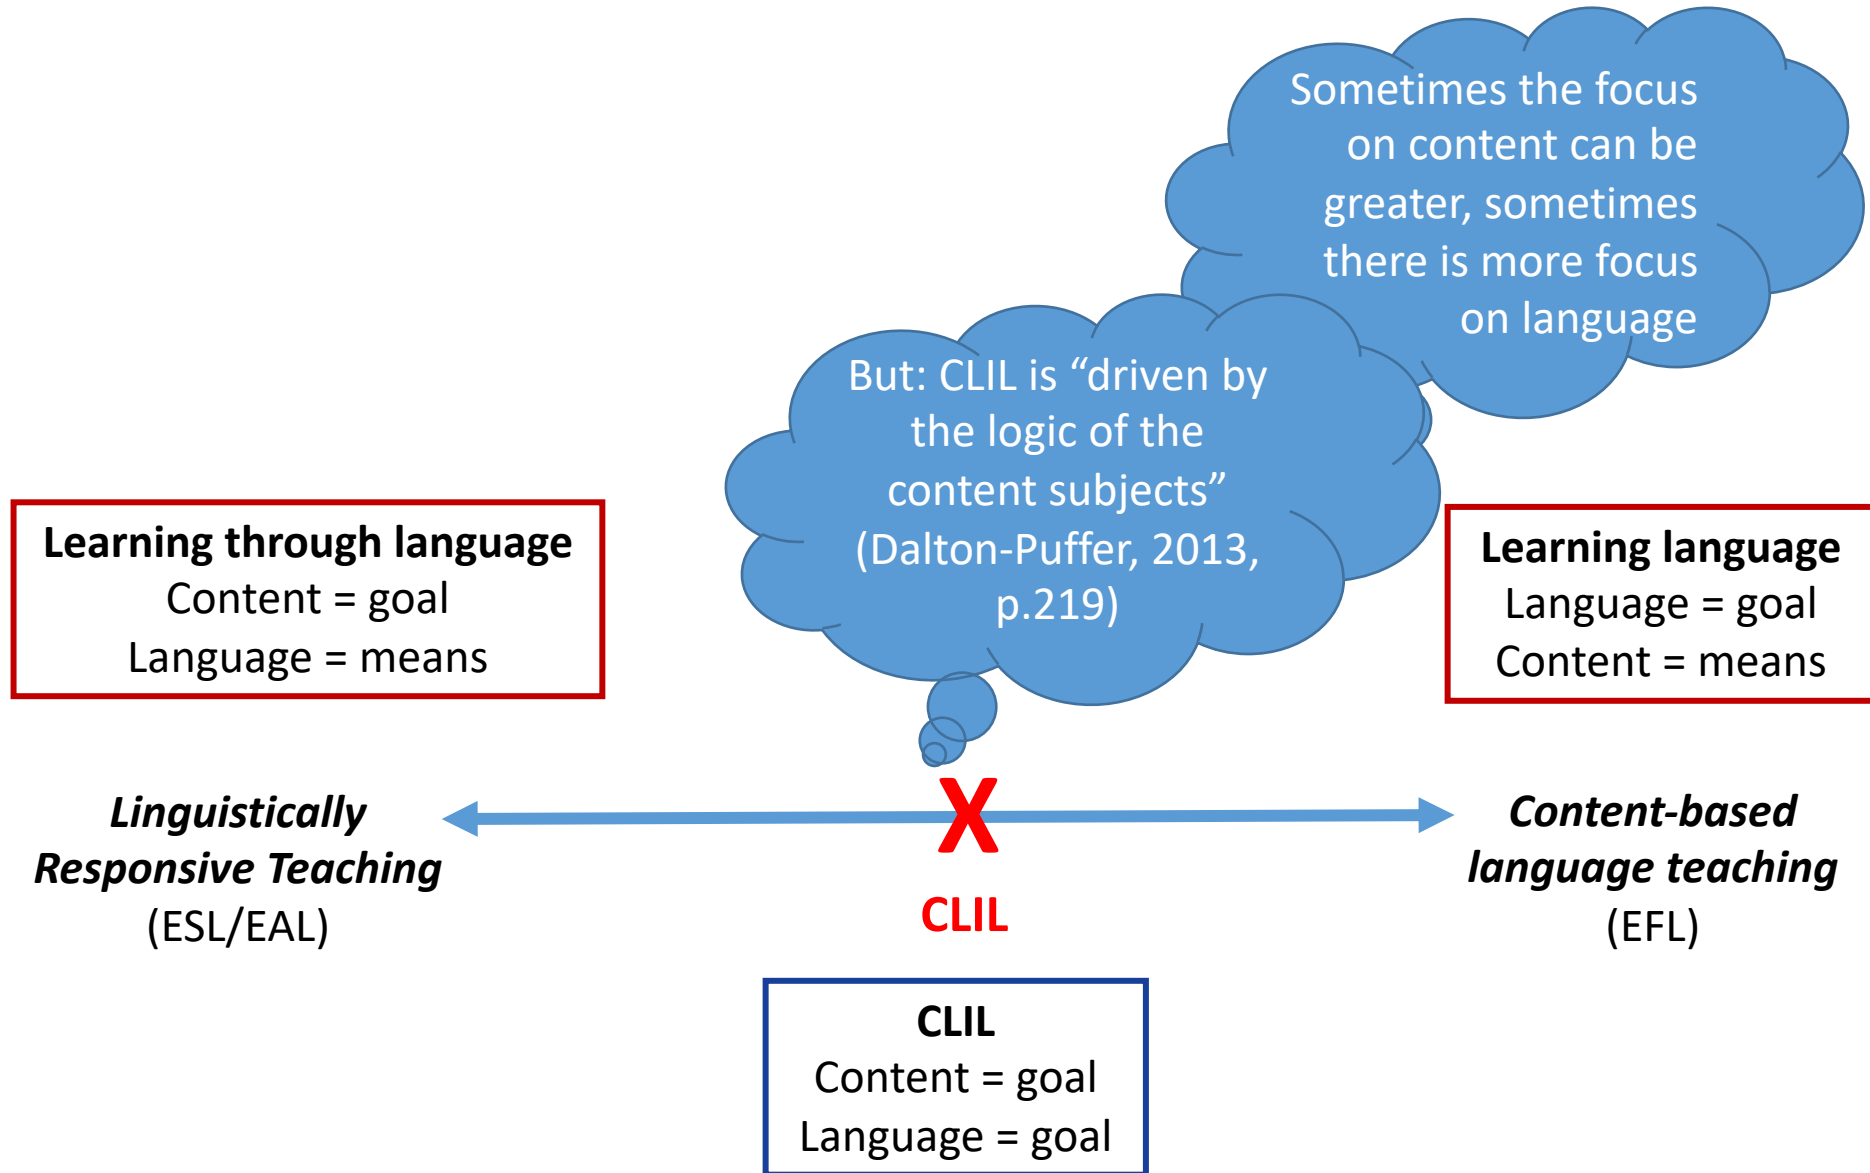 Sometimes the focus
on content can be
greater, sometimes
there is more focus
on language
But: CLIL is “driven by
the logic of the
content subjects”
(Dalton-Puffer, 2013,
p.219)
Learning through language
Content = goal
Language = means
Learning language
Language = goal
Content = means
Linguistically
Responsive Teaching
(ESL/EAL)
X
CLIL
Content-based
language teaching
(EFL)
CLIL
Content = goal
Language = goal